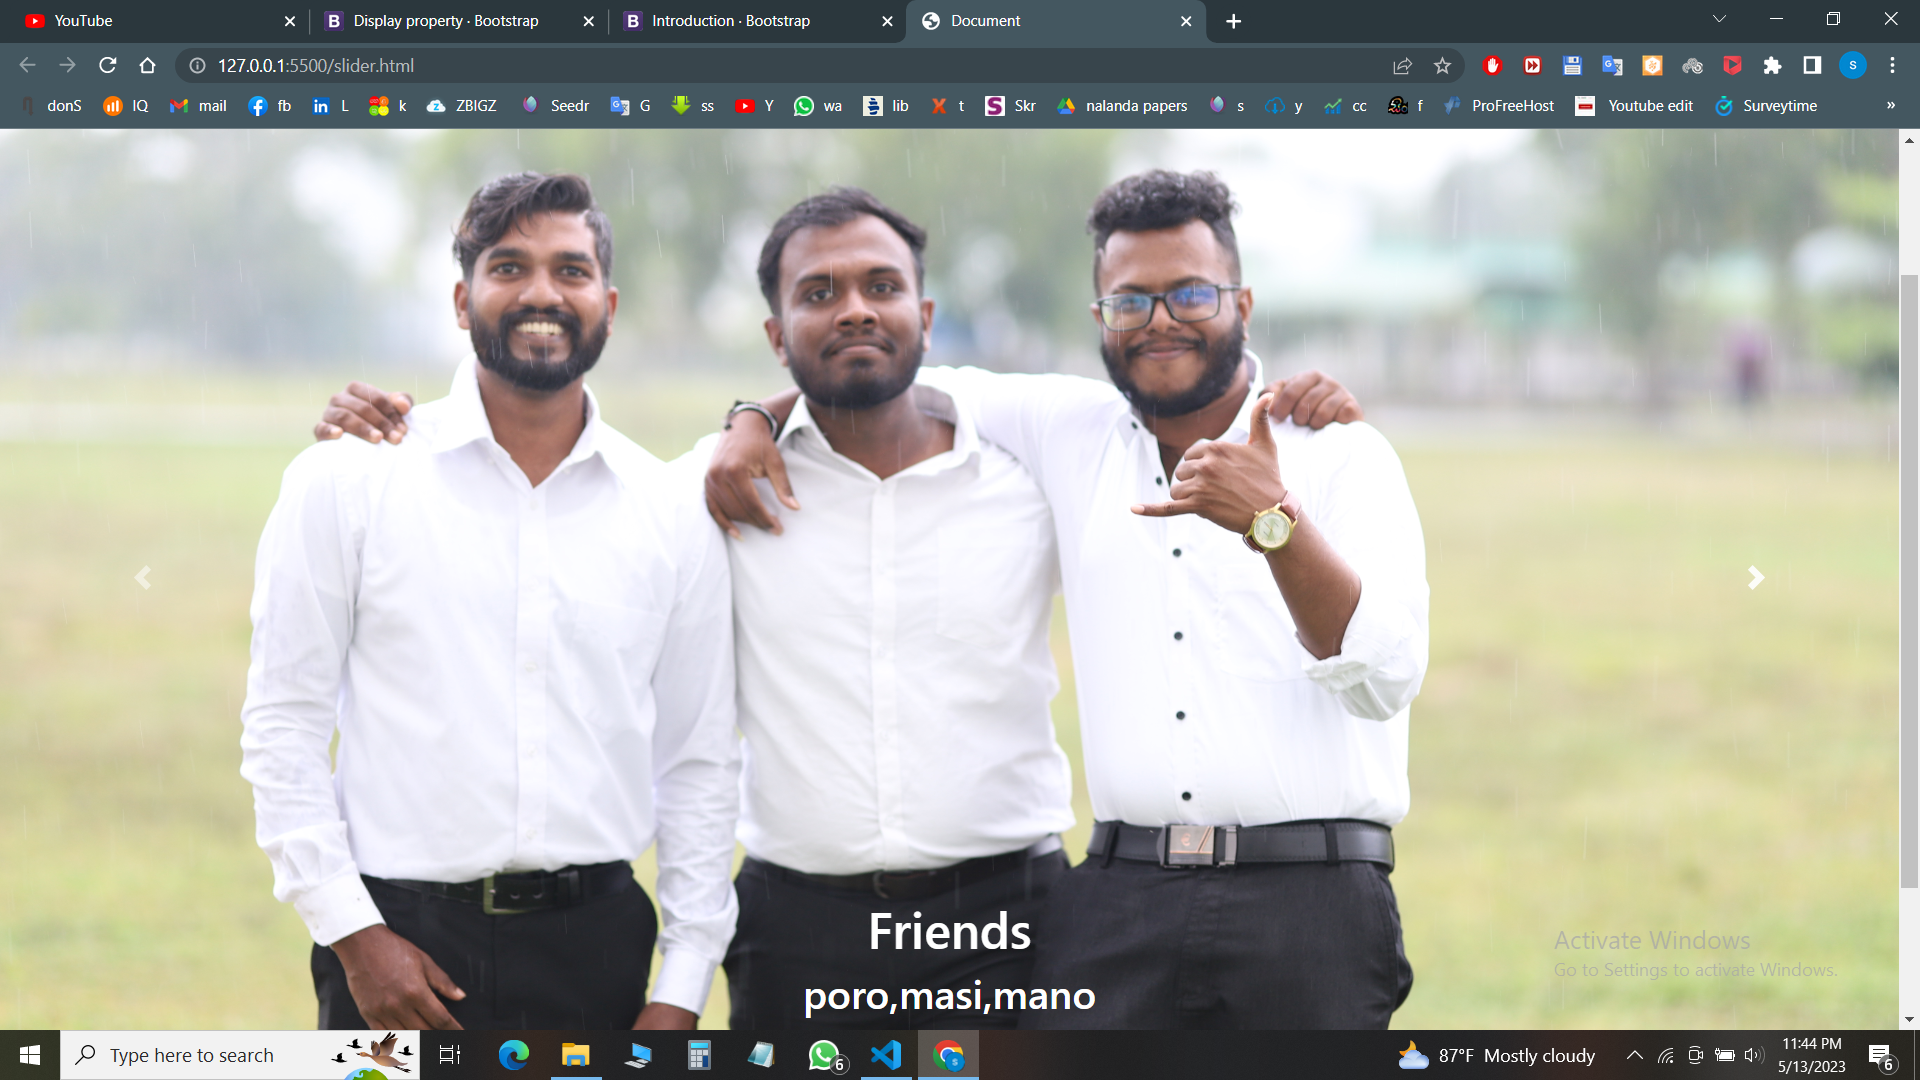 YouTube
Display property · Bootstrap
Introduction · Bootstrap
Document
127.0.0.1:5500/slider.html
S
donS IQ mail fb L k ZBIGZ Seedr G ss Y wa lib t Skr nalanda papers s y cc f ProFreeHost Youtube edit Surveytime »
Friends
poro,masi,mano
Activate Windows
Go to Settings to activate Windows.
Type here to search
6
87°F Mostly cloudy
11:44 PM
5/13/2023
6